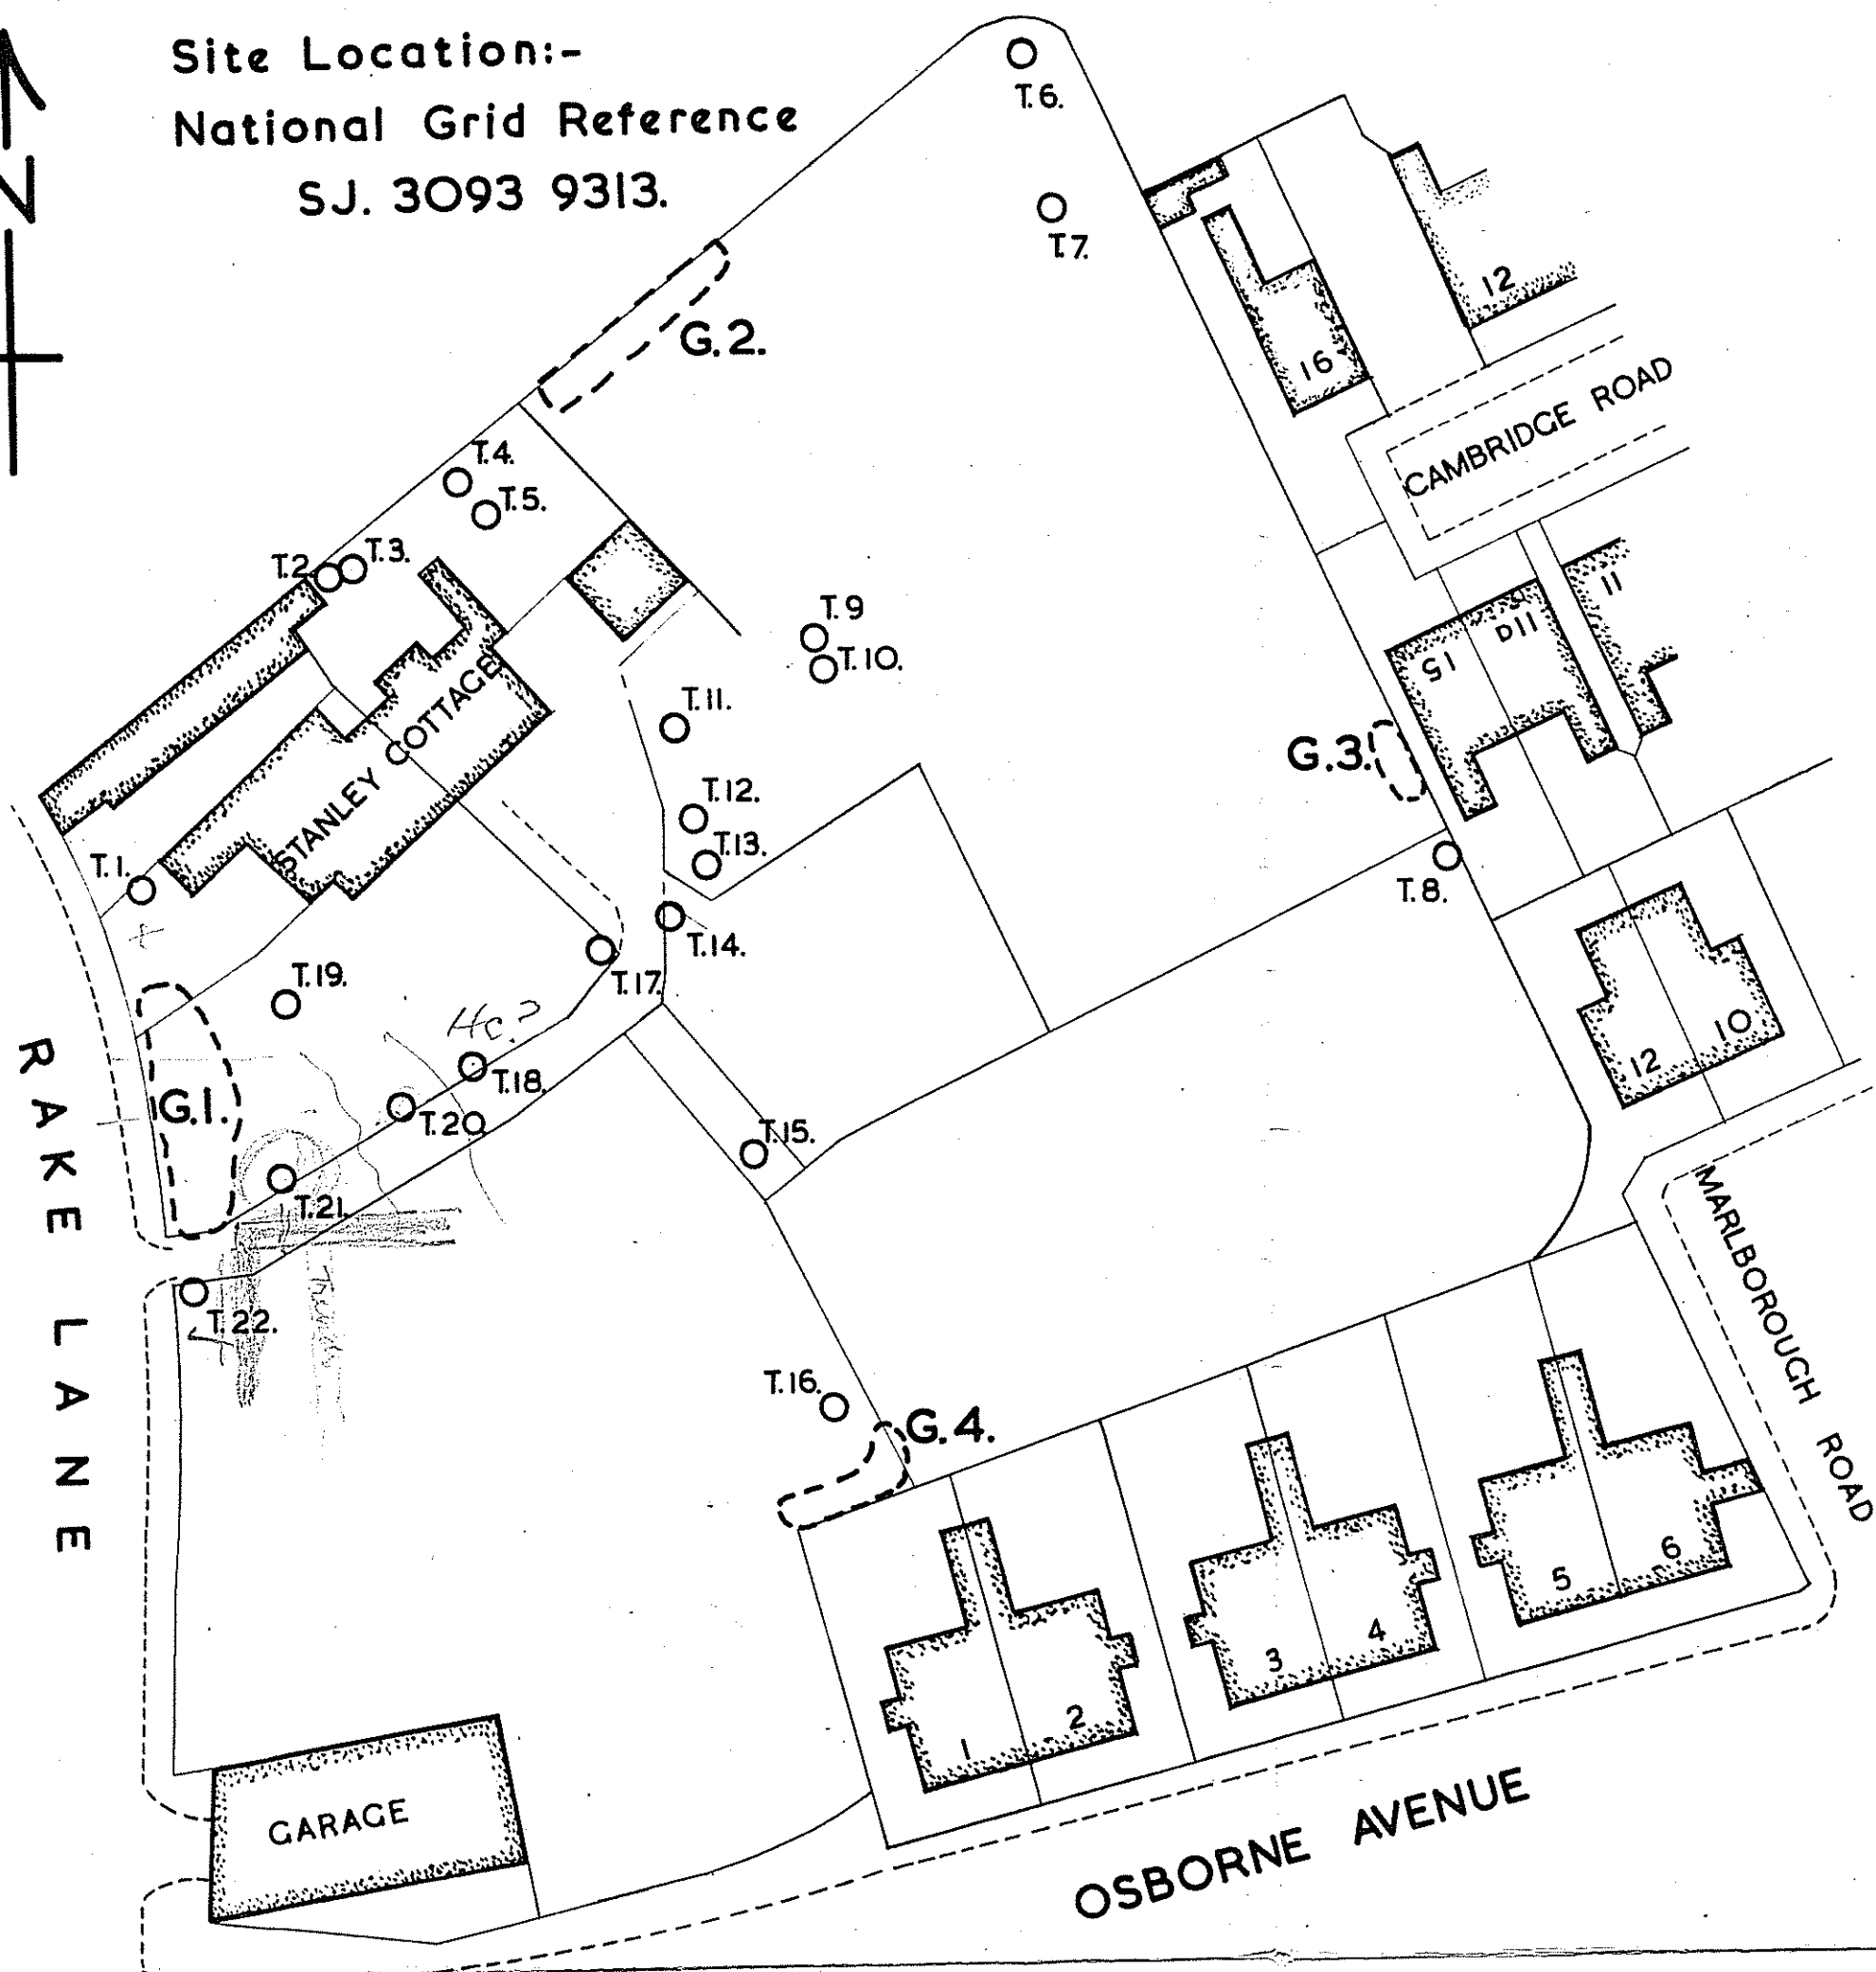 Site Location:-
National Grid Reference
SJ. 3093 9313.
N
T.6.
T.7.
G.2.
12
16
CAMBRIDGE ROAD
T.4.
T.5.
T.2.
T.3.
T.9
T.10.
11
11a
15
T.11.
G.3.
STANLEY COTTAGE
T.12.
T.13.
T.1.
T.8.
T.14.
T.17.
T.19.
Hc?
12
10
RAKE LANE
G.1.
T.18.
T.20
T.15.
T.21.
MARLBOROUGH ROAD
T.22.
T.16.
G.4.
1
2
3
4
5
6
GARAGE
OSBORNE AVENUE